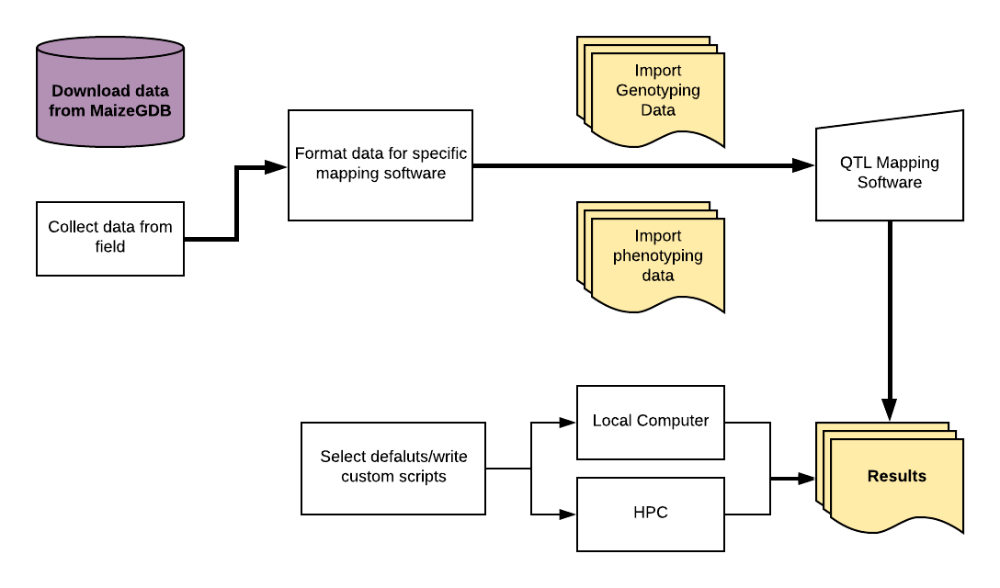 Download data
from MaizeGDB
Collect data from
field
Format data for specific
mapping software
Import
Genotyping
Data
Import
phenotyping
data
QTL Mapping
Software
Select defaluts/write
custom scripts
Local Computer
HPC
Results